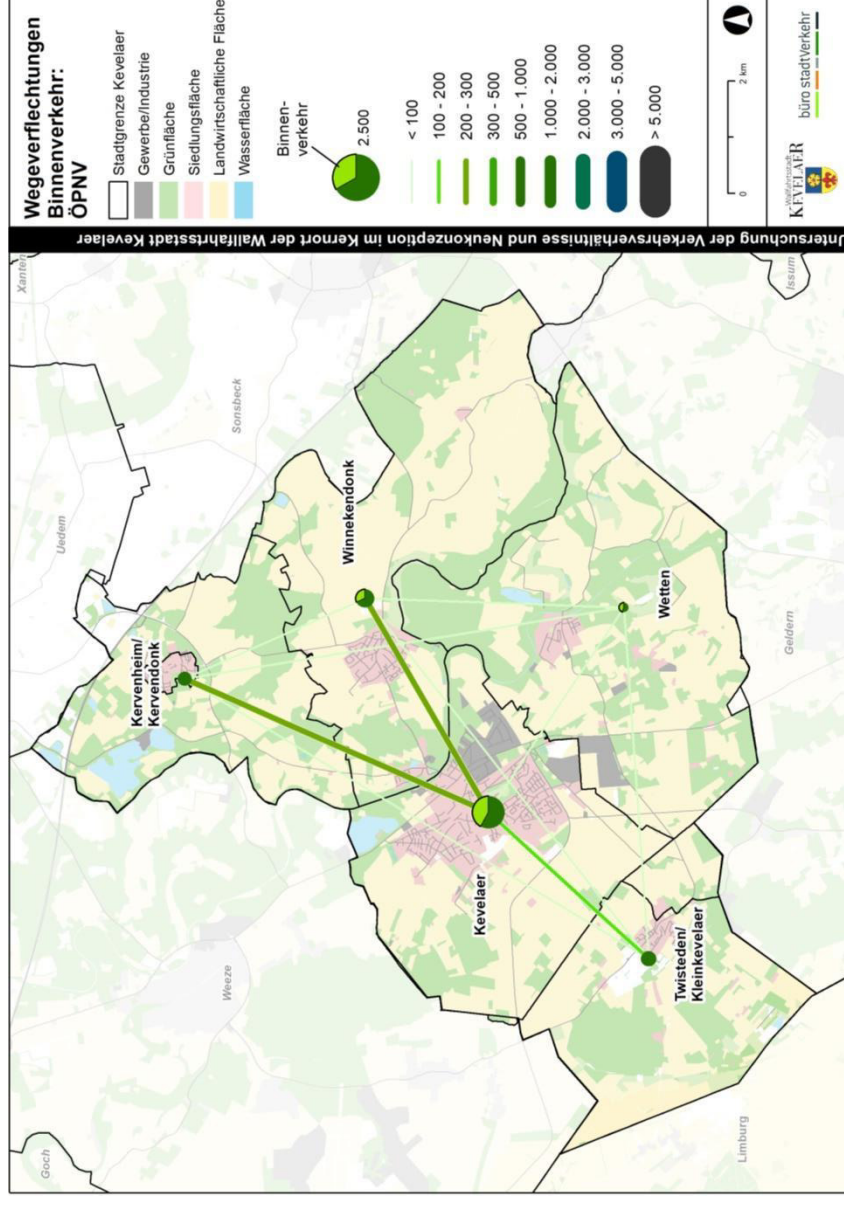 Wegeverflechtungen
Binnenverkehr:
ÖPNV
Stadtgrenze Kevelaer
Gewerbe/Industrie
Grünfläche
Siedlungsfläche
Landwirtschaftliche Fläche
Wasserfläche
Binnen-
verkehr
2.500
< 100
100 - 200
200 - 300
300 - 500
500 - 1.000
1.000 - 2.000
2.000 - 3.000
3.000 - 5.000
> 5.000
0
2 km
Wallfahrtsstadt
KEVELAER
büro stadtVerkehr
Untersuchung der Verkehrsverhältnisse und Neukonzeption im Kernort der Wallfahrtsstadt Kevelaer
Goch
Weeze
Uedem
Sonsbeck
Xanten
Kervenheim/
Kervendonk
Winnekendonk
Kevelaer
Wetten
Twisteden/
Kleinkevelaer
Limburg
Geldern
Issum